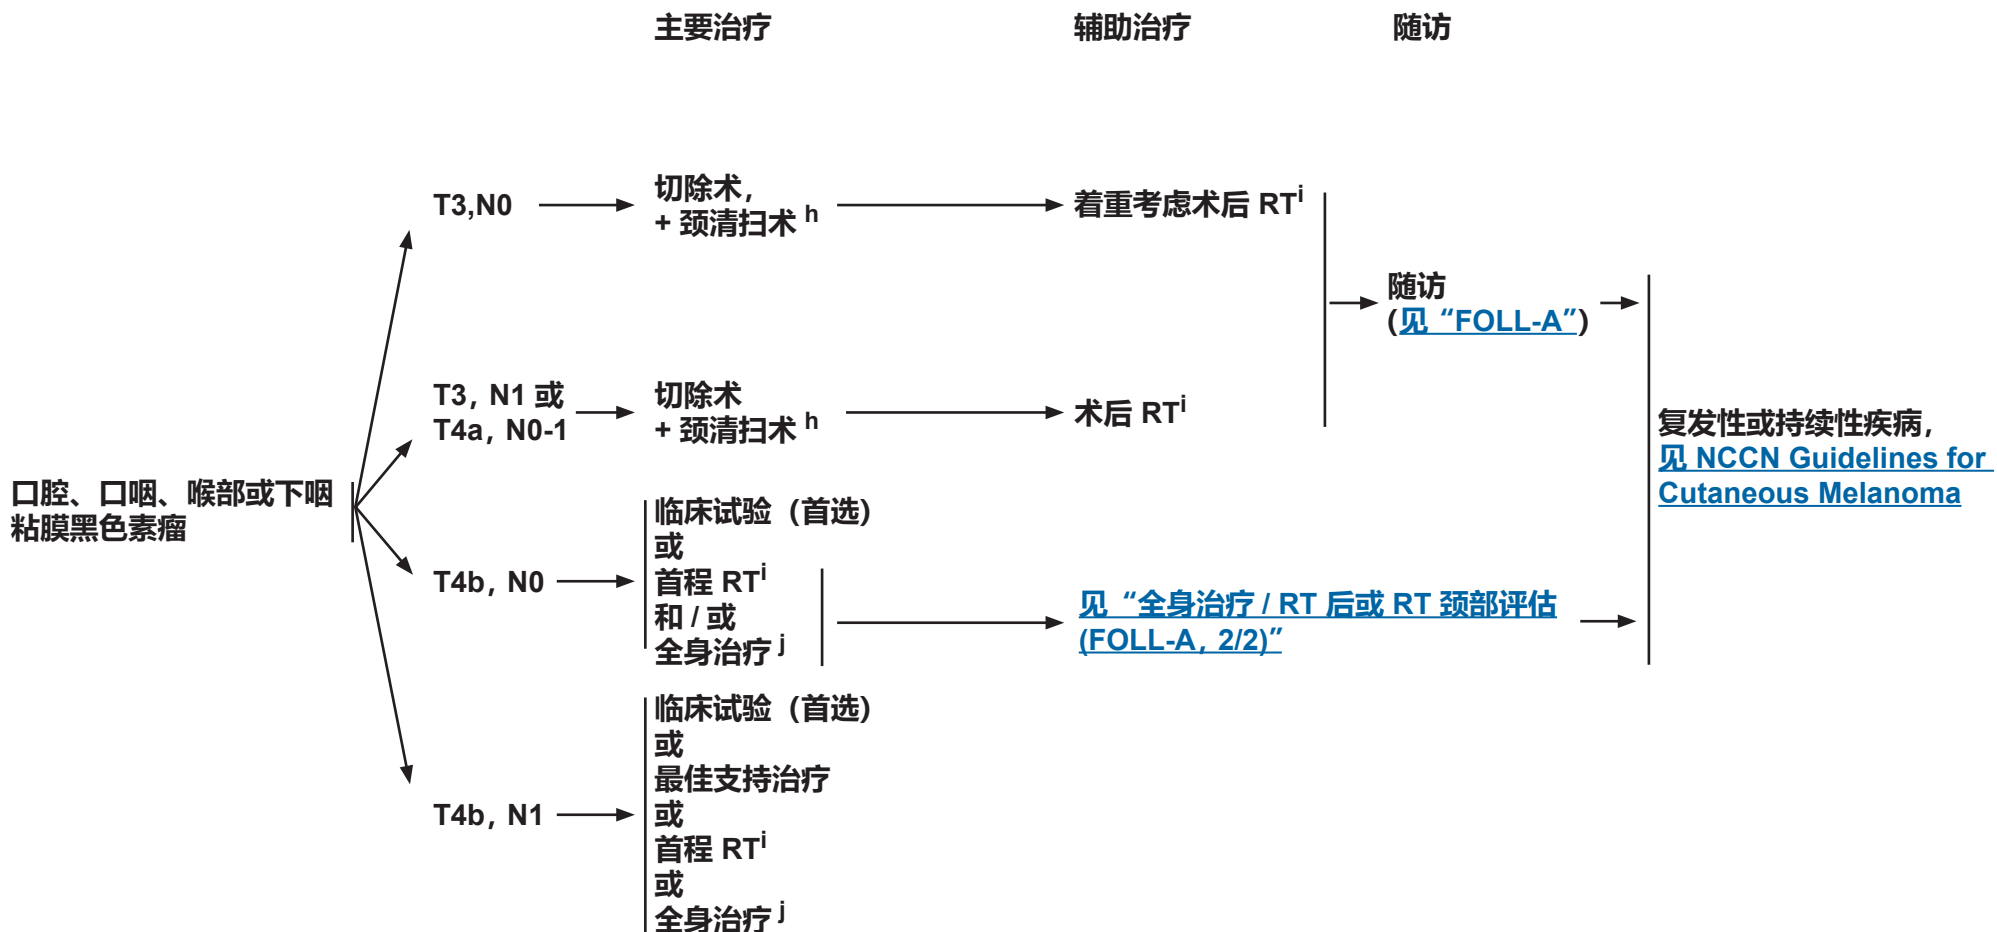 主要治疗
辅助治疗
随访
T3,N0
切除术，
+ 颈清扫术 h
着重考虑术后 RTi
随访
(见 “FOLL-A”)
T3, N1 或
T4a, N0-1
切除术
+ 颈清扫术 h
术后 RTi
复发性或持续性疾病，
见 NCCN Guidelines for
Cutaneous Melanoma
口腔、口咽、喉部或下咽
粘膜黑色素瘤
T4b, N0
临床试验（首选）
或
首程 RTi
和 / 或
全身治疗 j
见 “全身治疗 / RT 后或 RT 颈部评估
(FOLL-A, 2/2)”
T4b, N1
临床试验（首选）
或
最佳支持治疗
或
首程 RTi
或
全身治疗 j